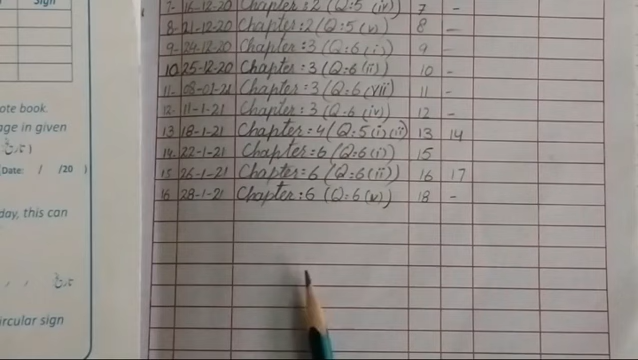 Sign
ote book.
age in given
Date: / /20 )
day, this can
ircular sign
7- 16-12-20 Chapter:2 (Q:5 (iv) 7 -
8- 21-12-20 Chapter:2 (Q:5(v) 8 -
9- 24-12-20 Chapter:3 (Q:6(i) 9 -
10 25-12-20 Chapter:3 (Q:6(ii) 10 -
11- 08-01-21 Chapter:3 (Q:6(vii) 11 -
12- 11-1-21 Chapter:3 (Q:6(iv) 12 -
13 18-1-21 Chapter:4 (Q:5(i)(ii) 13 14
14- 22-1-21 Chapter:6 (Q:6(i) 15
15 26-1-21 Chapter:6 (Q:6(ii)) 16 17
16 28-1-21 Chapter:6 (Q:6(v) 18 -